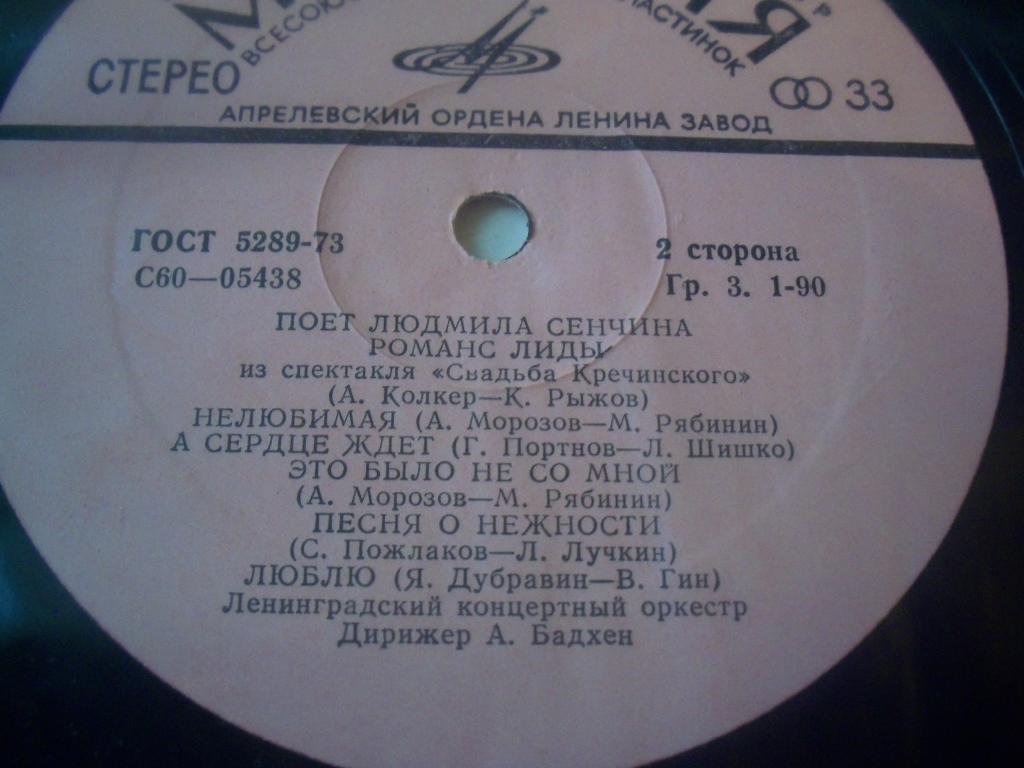 СТЕРЕО
33
АПРЕЛЕВСКИЙ ОРДЕНА ЛЕНИНА ЗАВОД
ГОСТ 5289-73
2 сторона
С60—05438
Гр. 3. 1-90
ПОЕТ ЛЮДМИЛА СЕНЧИНА
РОМАНС ЛИДЫ
из спектакля «Свадьба Кречинского»
(А. Колкер—К. Рыжов)
НЕЛЮБИМАЯ (А. Морозов—М. Рябинин)
А СЕРДЦЕ ЖДЕТ (Г. Портнов—Л. Шишко)
ЭТО БЫЛО НЕ СО МНОЙ
(А. Морозов—М. Рябинин)
ПЕСНЯ О НЕЖНОСТИ
(С. Пожлаков—Л. Лучкин)
ЛЮБЛЮ (Я. Дубравин—В. Гин)
Ленинградский концертный оркестр
Дирижер А. Бадхен